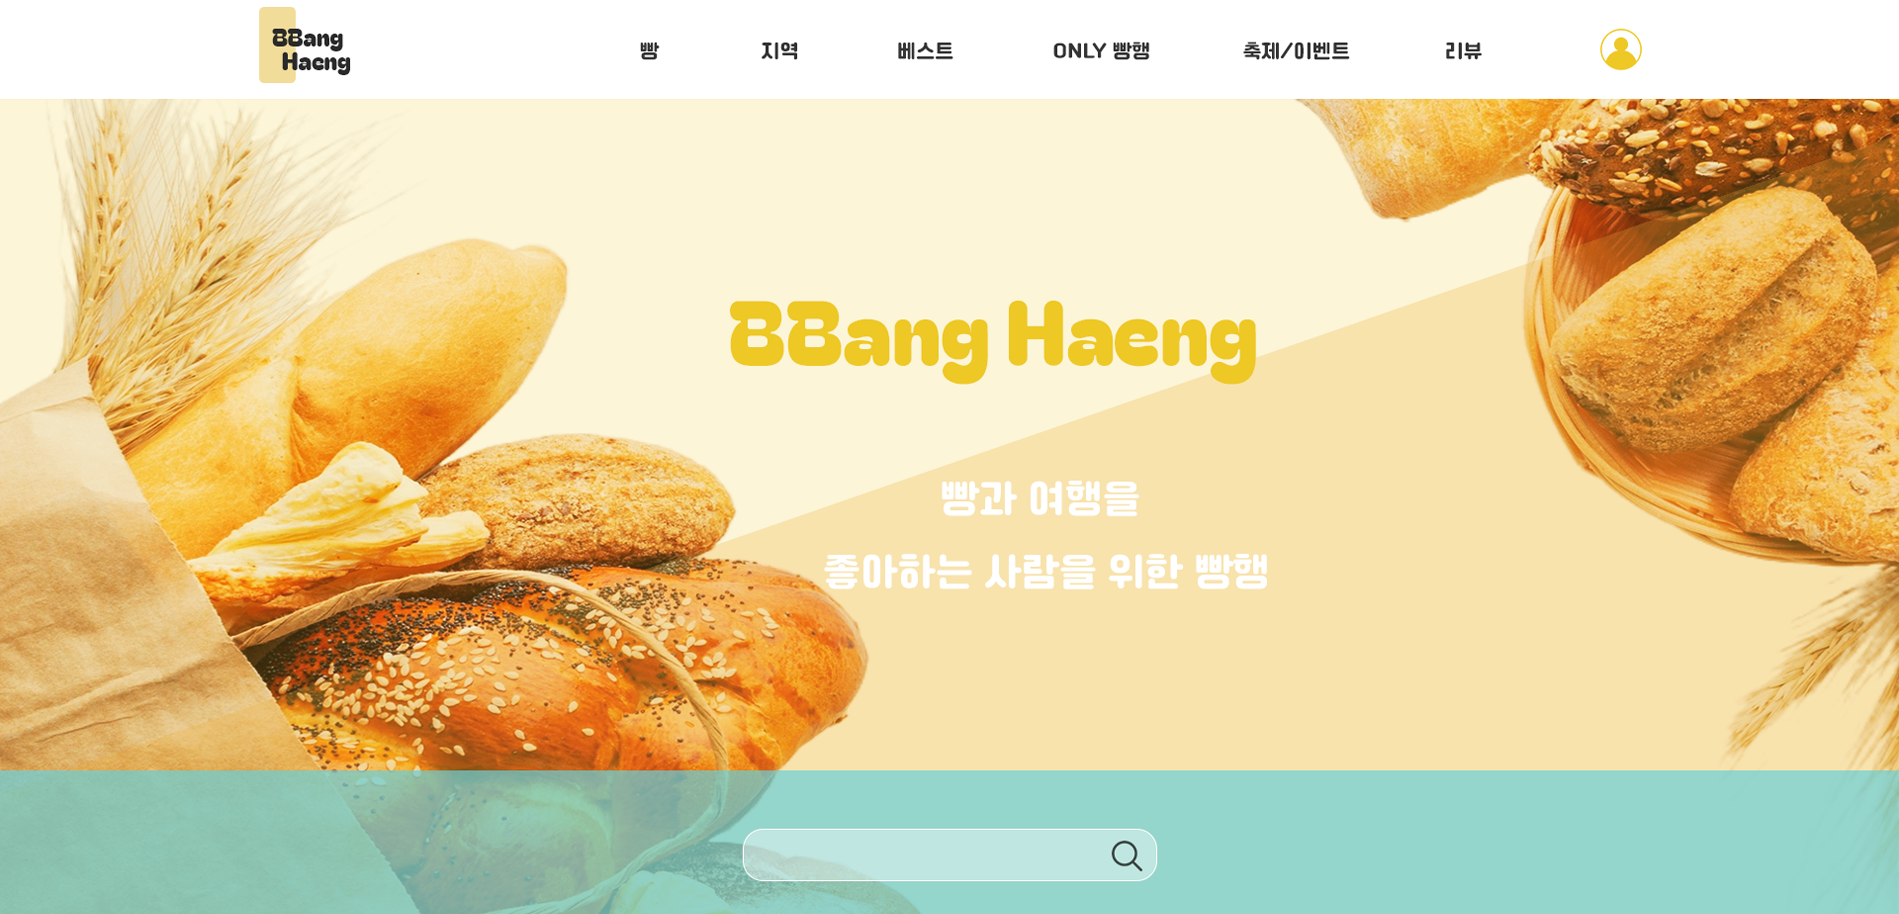 BBang
Haeng
빵
지역
베스트
ONLY 빵행
축제/이벤트
리뷰
BBang Haeng
빵과 여행을
좋아하는 사람을 위한 빵행